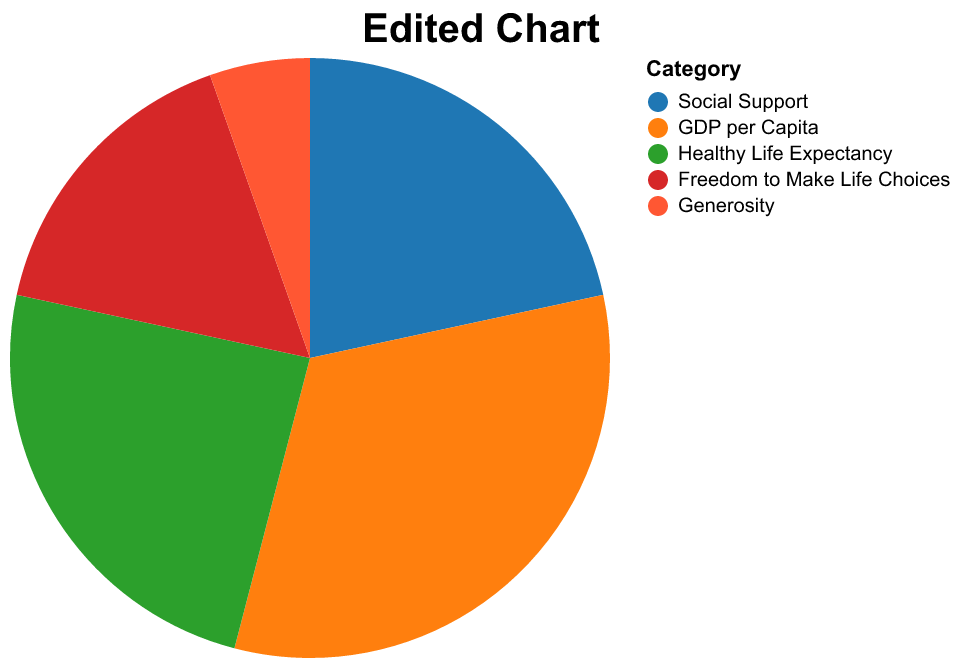 Edited Chart
Category
Social Support
GDP per Capita
Healthy Life Expectancy
Freedom to Make Life Choices
Generosity